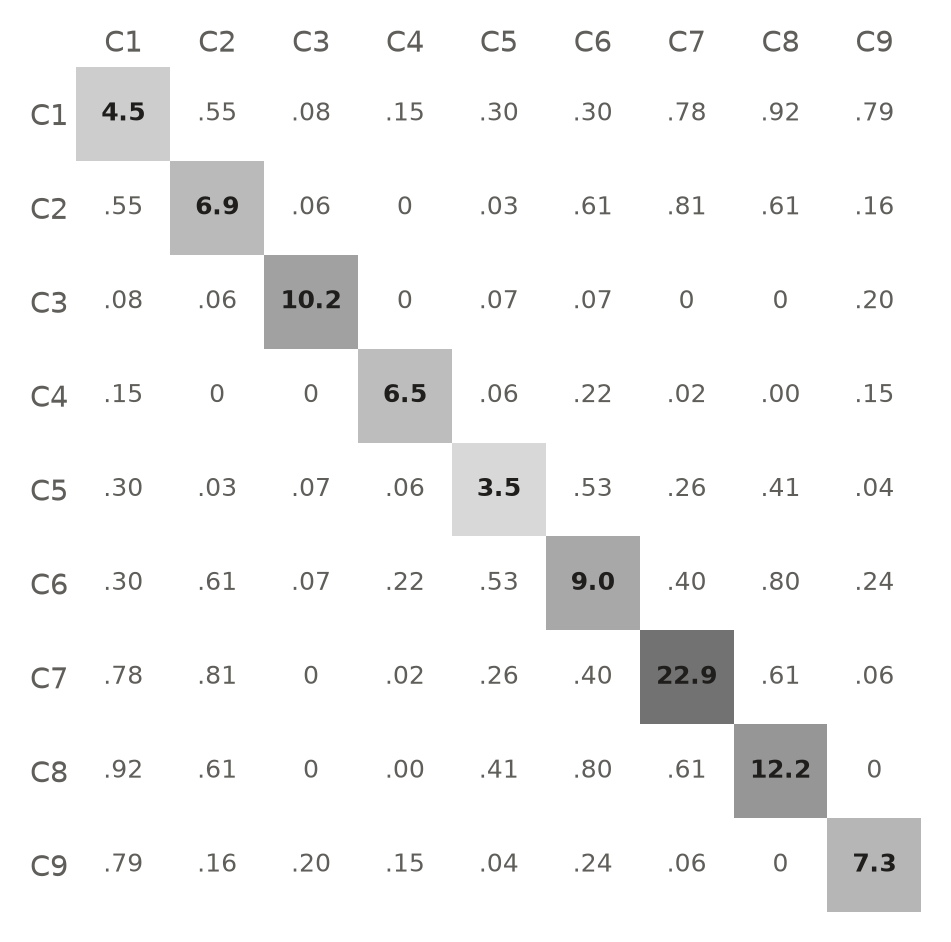 C1 C2 C3 C4 C5 C6 C7 C8 C9
C1 4.5 .55 .08 .15 .30 .30 .78 .92 .79
C2 .55 6.9 .06 0 .03 .61 .81 .61 .16
C3 .08 .06 10.2 0 .07 .07 0 0 .20
C4 .15 0 0 6.5 .06 .22 .02 .00 .15
C5 .30 .03 .07 .06 3.5 .53 .26 .41 .04
C6 .30 .61 .07 .22 .53 9.0 .40 .80 .24
C7 .78 .81 0 .02 .26 .40 22.9 .61 .06
C8 .92 .61 0 .00 .41 .80 .61 12.2 0
C9 .79 .16 .20 .15 .04 .24 .06 0 7.3